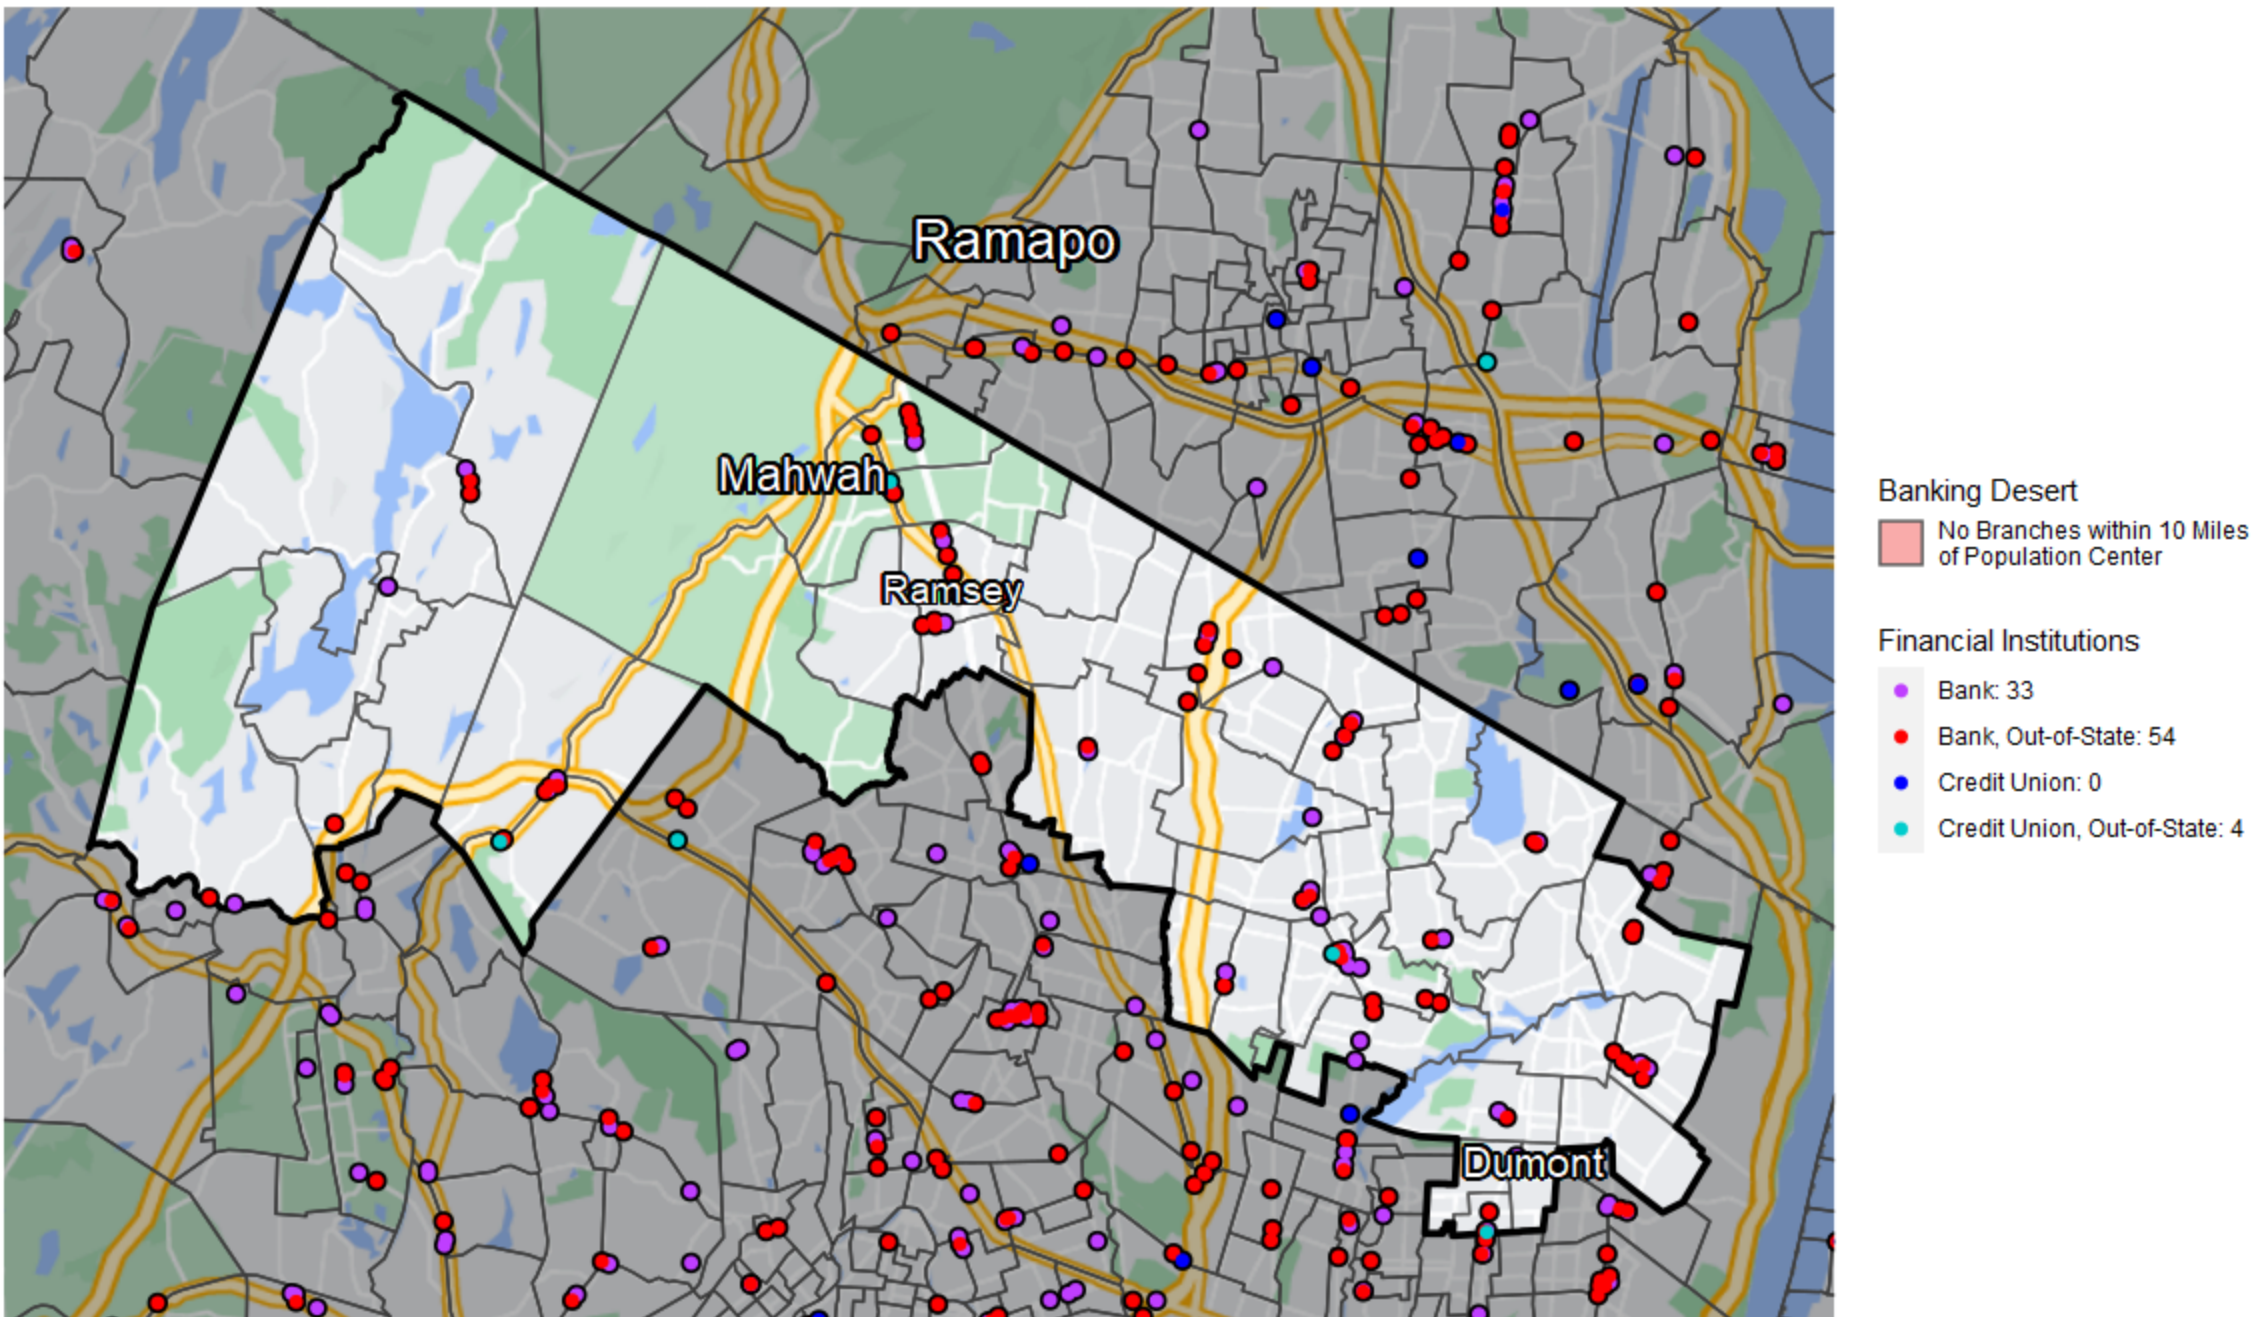 Ramapo
Mahwah
Ramsey
Dumont
Banking Desert
No Branches within 10 Miles
of Population Center
Financial Institutions
Bank: 33
Bank, Out-of-State: 54
Credit Union: 0
Credit Union, Out-of-State: 4